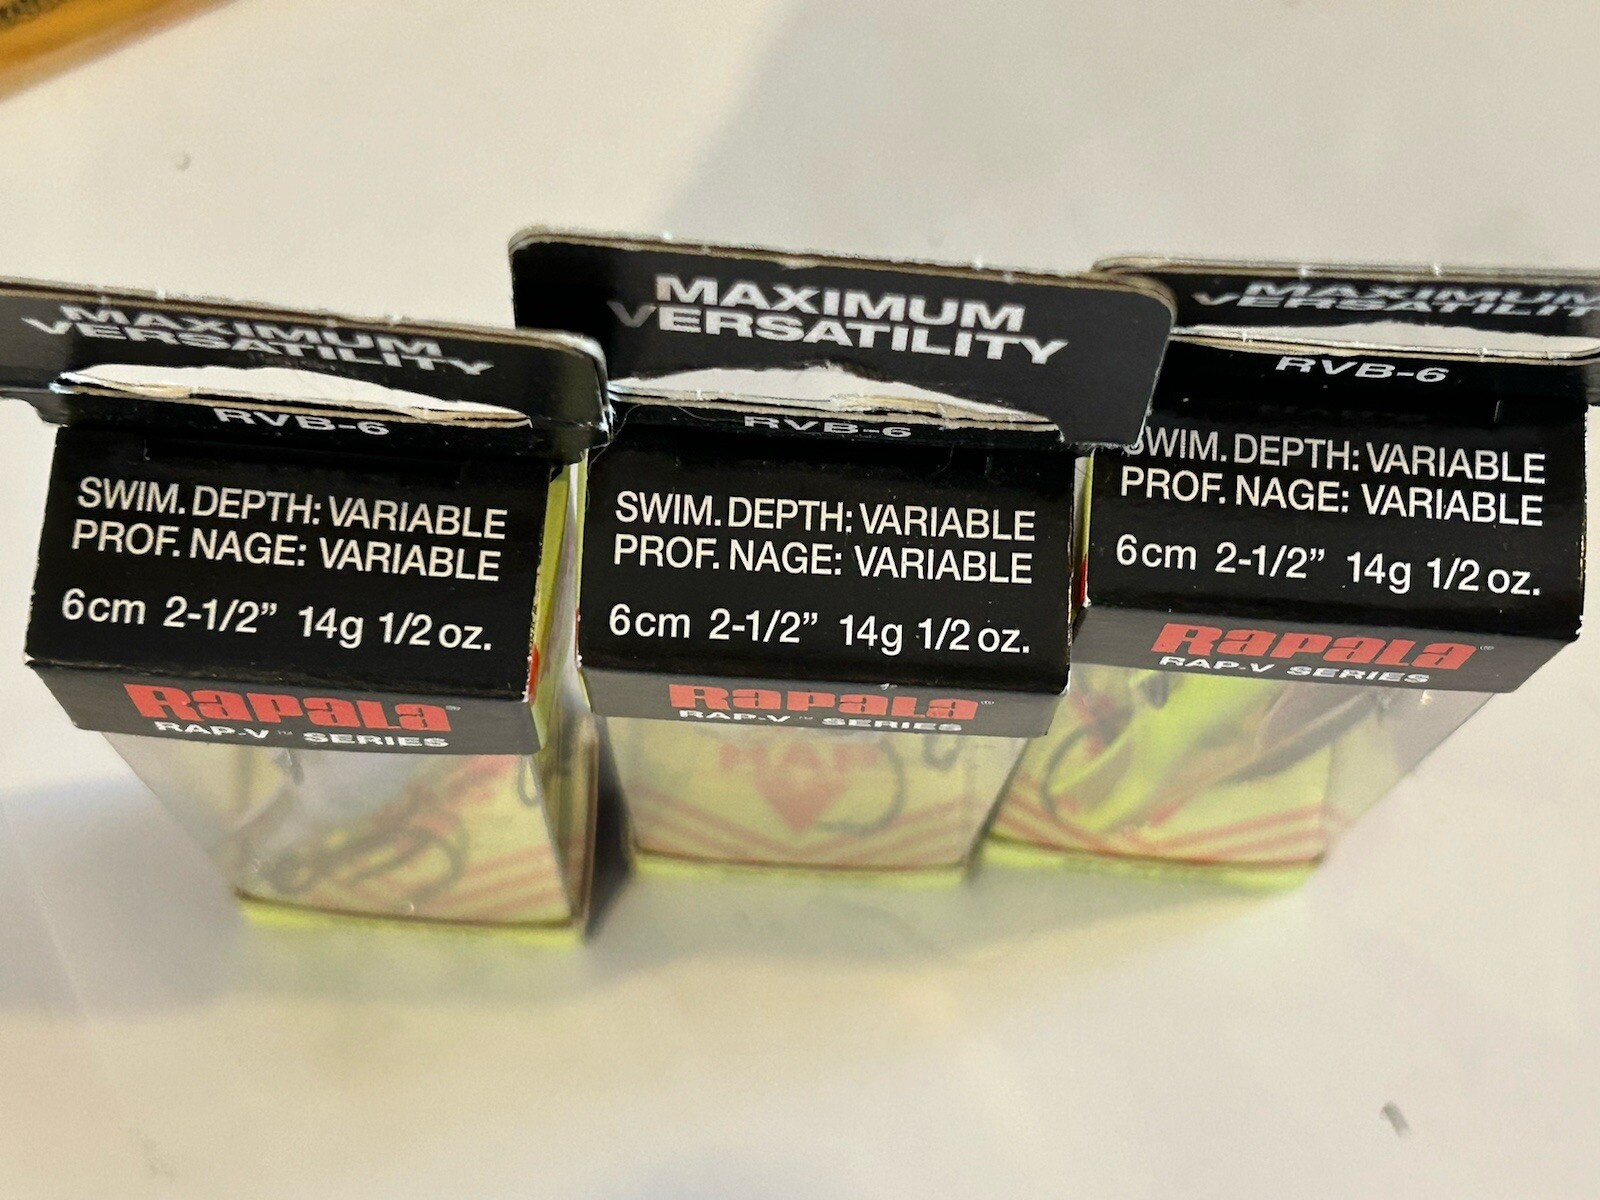 MAXIMUM
VERSATILITY
RVB-6
SWIM. DEPTH: VARIABLE
PROF. NAGE: VARIABLE
6cm 2-1/2” 14g 1/2 oz.
Rapala®
RAP-V ™ SERIES
MAXIMUM
VERSATILITY
RVB-6
SWIM. DEPTH: VARIABLE
PROF. NAGE: VARIABLE
6cm 2-1/2” 14g 1/2 oz.
Rapala®
RAP-V ™ SERIES
RAP
MAXIMUM
VERSATILITY
RVB-6
SWIM. DEPTH: VARIABLE
PROF. NAGE: VARIABLE
6cm 2-1/2” 14g 1/2 oz.
Rapala®
RAP-V SERIES